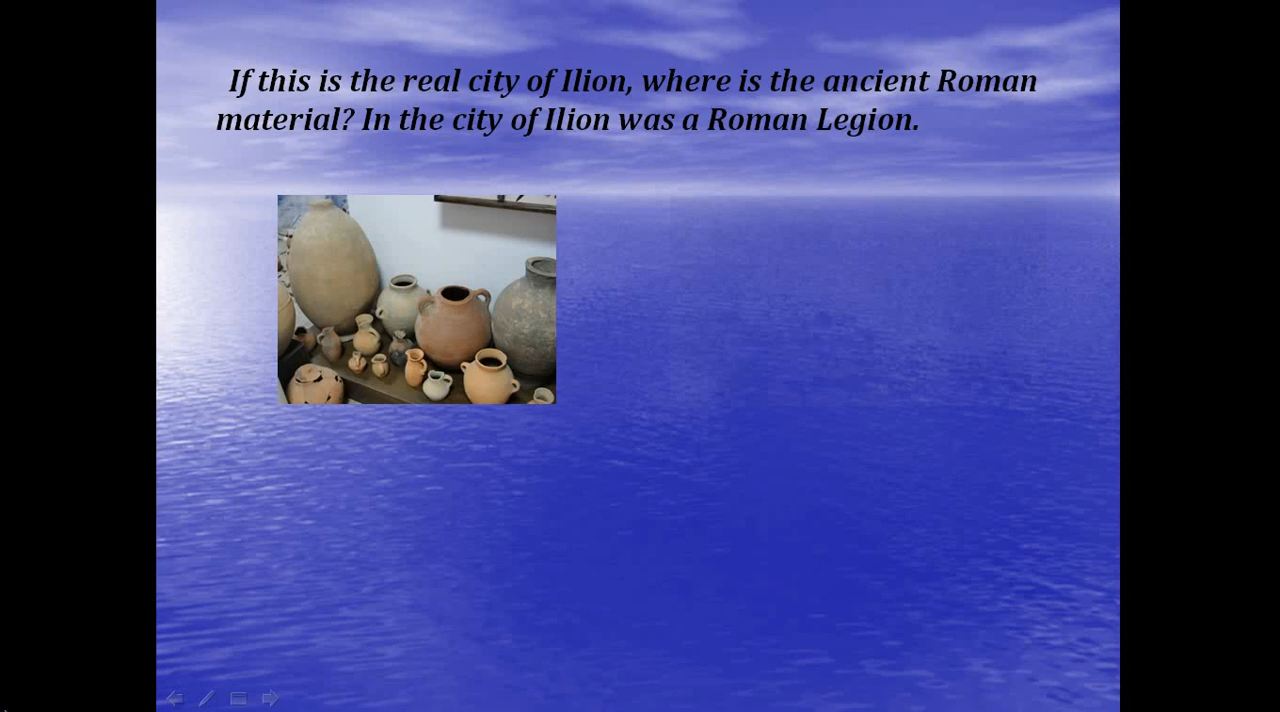 If this is the real city of Ilion, where is the ancient Roman
material? In the city of Ilion was a Roman Legion.